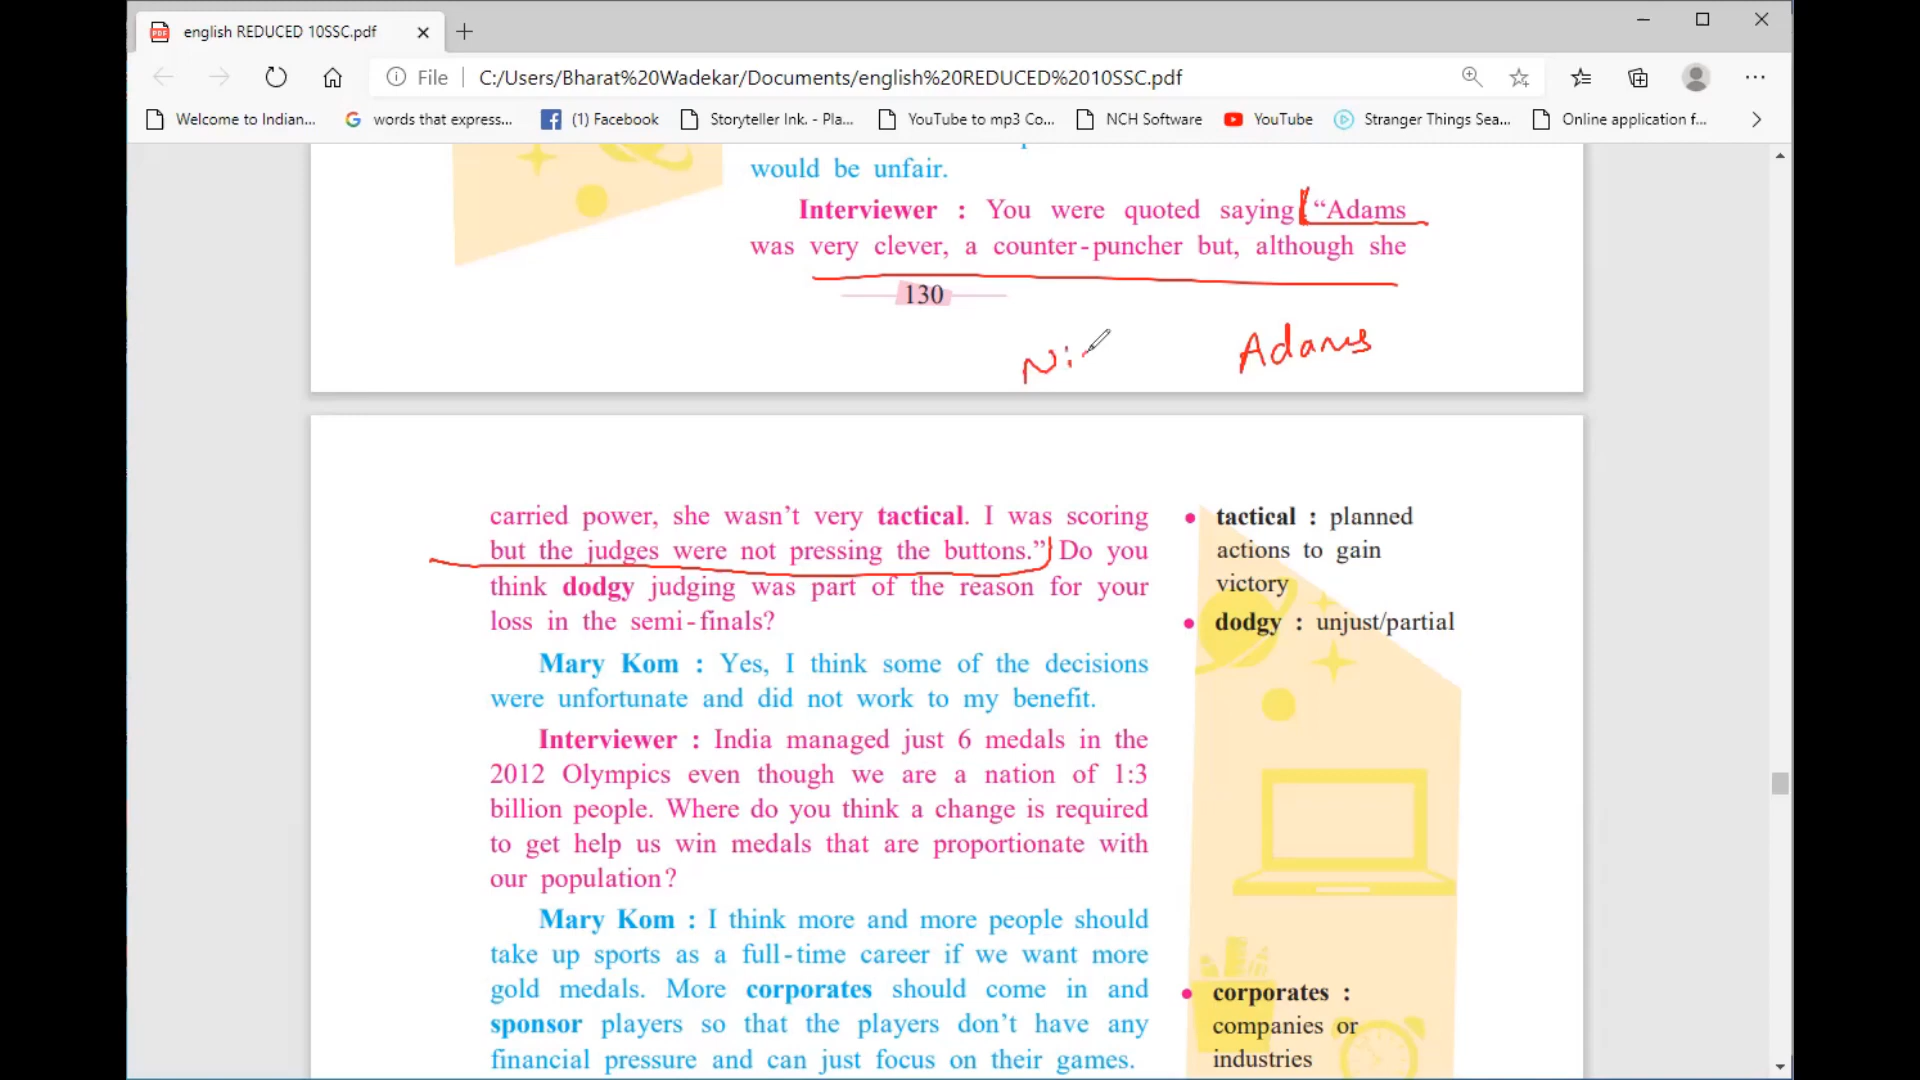 english REDUCED 10SSC.pdf
File C:/Users/Bharat%20Wadekar/Documents/english%20REDUCED%2010SSC.pdf
Welcome to Indian... words that express... (1) Facebook Storyteller Ink. - Pla... YouTube to mp3 Co... NCH Software YouTube Stranger Things Sea... Online application f...
would be unfair.
Interviewer : You were quoted saying “Adams
was very clever, a counter-puncher but, although she
130
Ni
Adams
carried power, she wasn’t very tactical. I was scoring
but the judges were not pressing the buttons.” Do you
think dodgy judging was part of the reason for your
loss in the semi-finals?
Mary Kom : Yes, I think some of the decisions
were unfortunate and did not work to my benefit.
Interviewer : India managed just 6 medals in the
2012 Olympics even though we are a nation of 1:3
billion people. Where do you think a change is required
to get help us win medals that are proportionate with
our population?
Mary Kom : I think more and more people should
take up sports as a full-time career if we want more
gold medals. More corporates should come in and
sponsor players so that the players don’t have any
financial pressure and can just focus on their games.
• tactical : planned
actions to gain
victory
• dodgy : unjust/partial
• corporates :
companies or
industries